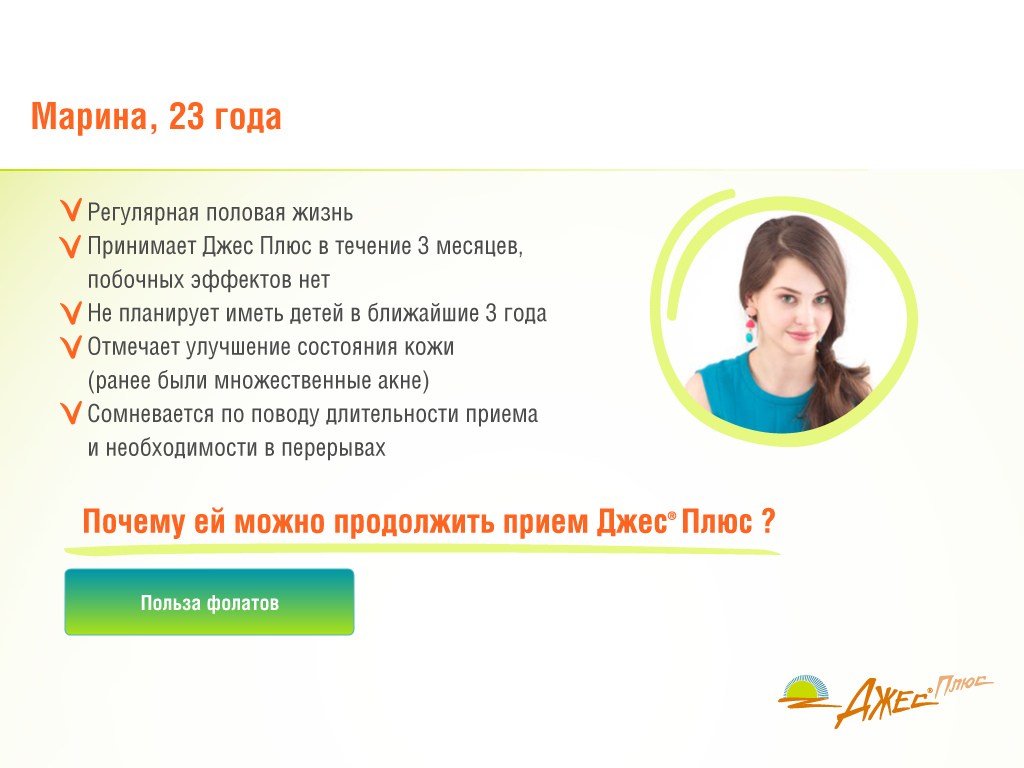 Марина, 23 года
Регулярная половая жизнь
Принимает Джес Плюс в течение 3 месяцев,
побочных эффектов нет
Не планирует иметь детей в ближайшие 3 года
Отмечает улучшение состояния кожи
(ранее были множественные акне)
Сомневается по поводу длительности приема
и необходимости в перерывах
Почему ей можно продолжить прием Джес® Плюс ?
Польза фолатов
Джес® Плюс